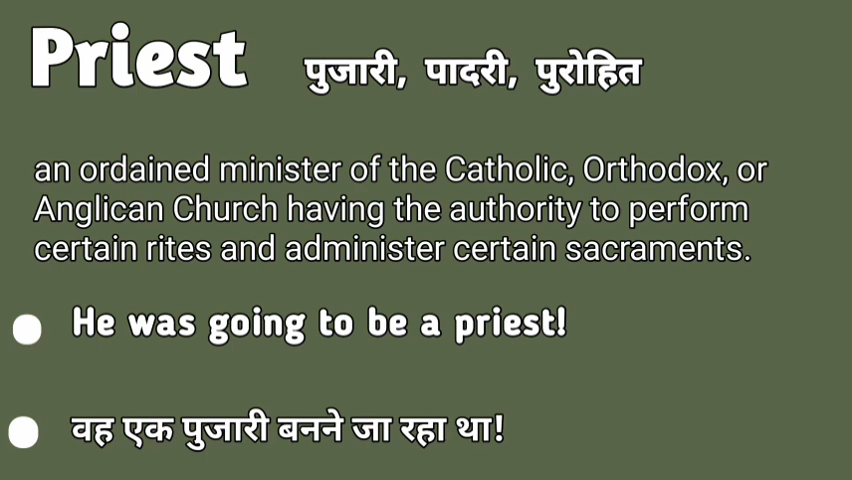 Priest पुजारी, पादरी, पुरोहित
an ordained minister of the Catholic, Orthodox, or
Anglican Church having the authority to perform
certain rites and administer certain sacraments.
He was going to be a priest!
वह एक पुजारी बनने जा रहा था!